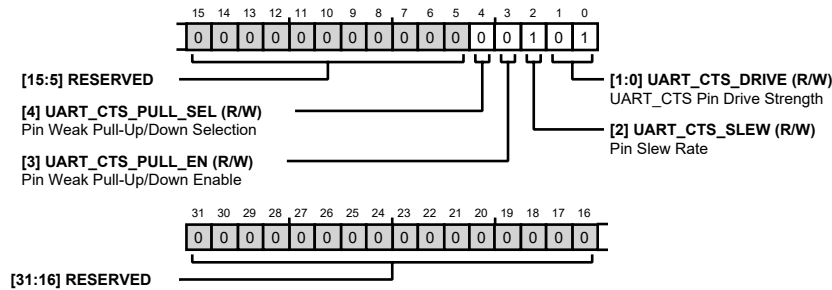 15 14 13 12 11 10 9 8 7 6 5 4 3 2 1 0
0 0 0 0 0 0 0 0 0 0 0 0 0 1 0 1
[15:5] RESERVED
[4] UART_CTS_PULL_SEL (R/W)
Pin Weak Pull-Up/Down Selection
[3] UART_CTS_PULL_EN (R/W)
Pin Weak Pull-Up/Down Enable
[1:0] UART_CTS_DRIVE (R/W)
UART_CTS Pin Drive Strength
[2] UART_CTS_SLEW (R/W)
Pin Slew Rate
31 30 29 28 27 26 25 24 23 22 21 20 19 18 17 16
0 0 0 0 0 0 0 0 0 0 0 0 0 0 0 0
[31:16] RESERVED